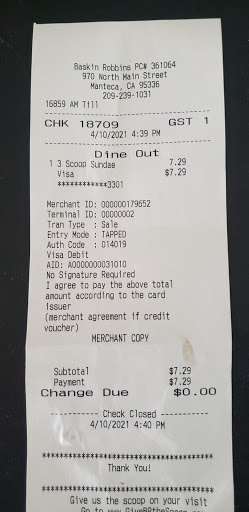 Baskin Robbins PC# 361064
970 North Main Street
Manteca, CA 95336
209-239-1031
16859 AM Till
CHK 18709 GST 1
4/10/2021 4:39 PM
Dine Out
1 3 Scoop Sundae 7.29
Visa $7.29
************3301
Merchant ID: 000000179652
Terminal ID: 00000002
Tran Type : Sale
Entry Mode : TAPPED
Auth Code : 014019
Visa Debit
AID: A0000000031010
No Signature Required
I agree to pay the above total
amount according to the card
issuer
(merchant agreement if credit
voucher)
MERCHANT COPY
Subtotal $7.29
Payment $7.29
Change Due $0.00
---------- Check Closed ----------
4/10/2021 4:40 PM
Thank You!
Give us the scoop on your visit
Go to www.